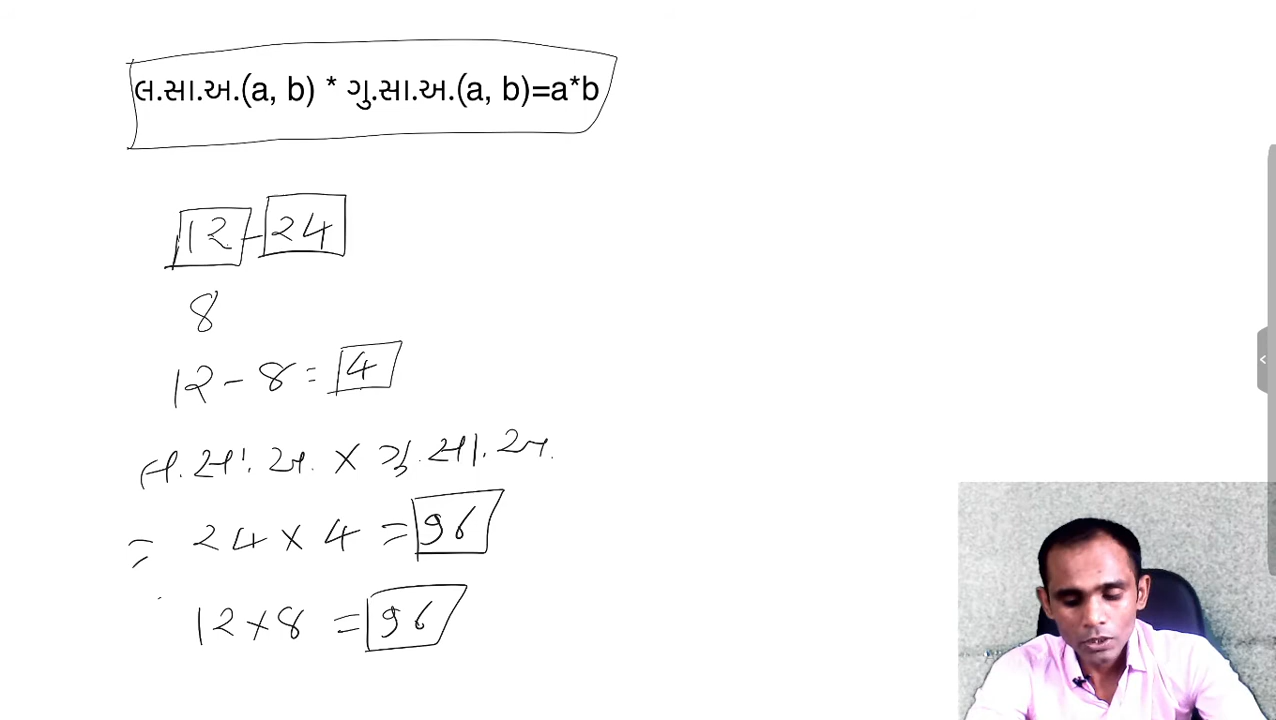 લ.સા.અ.(a, b) * ગુ.સા.અ.(a, b)=a*b
12-24
8
12-8=4
લ.સા.અ. × ગુ.સા.અ.
= 24×4=96
12×8=96